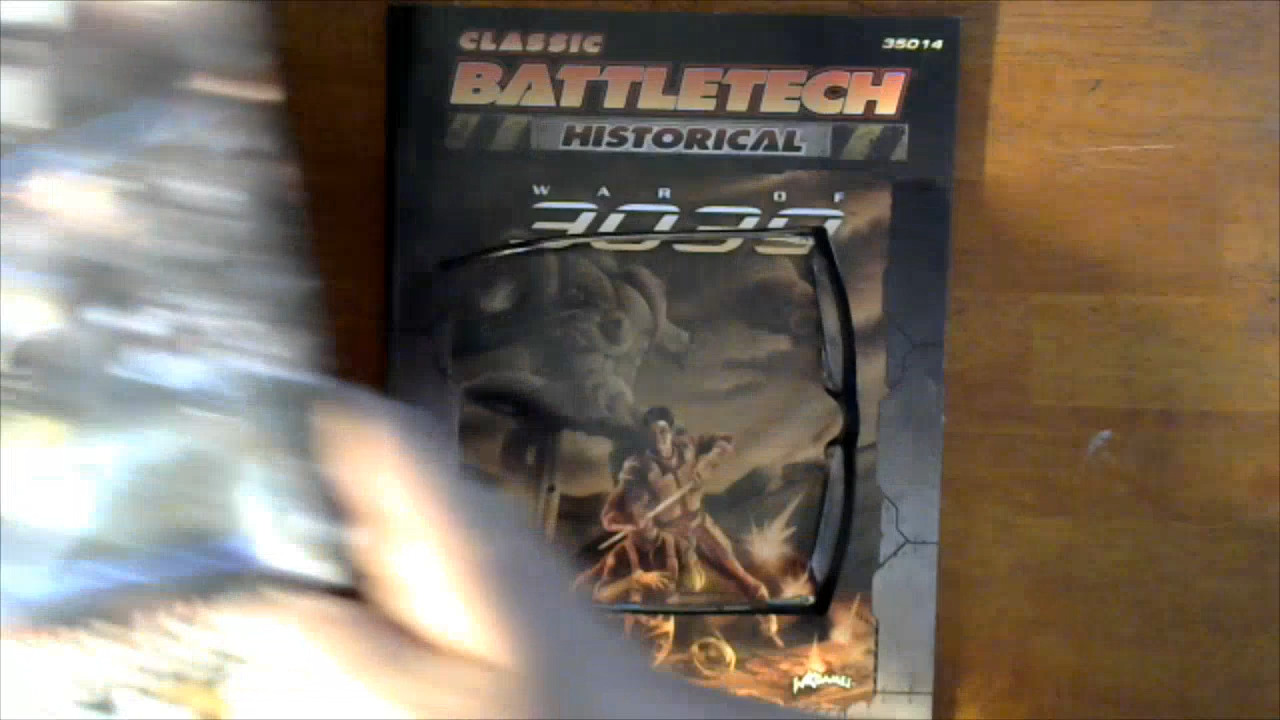 CLASSIC
35014
BATTLETECH
HISTORICAL
WAR OF
3039